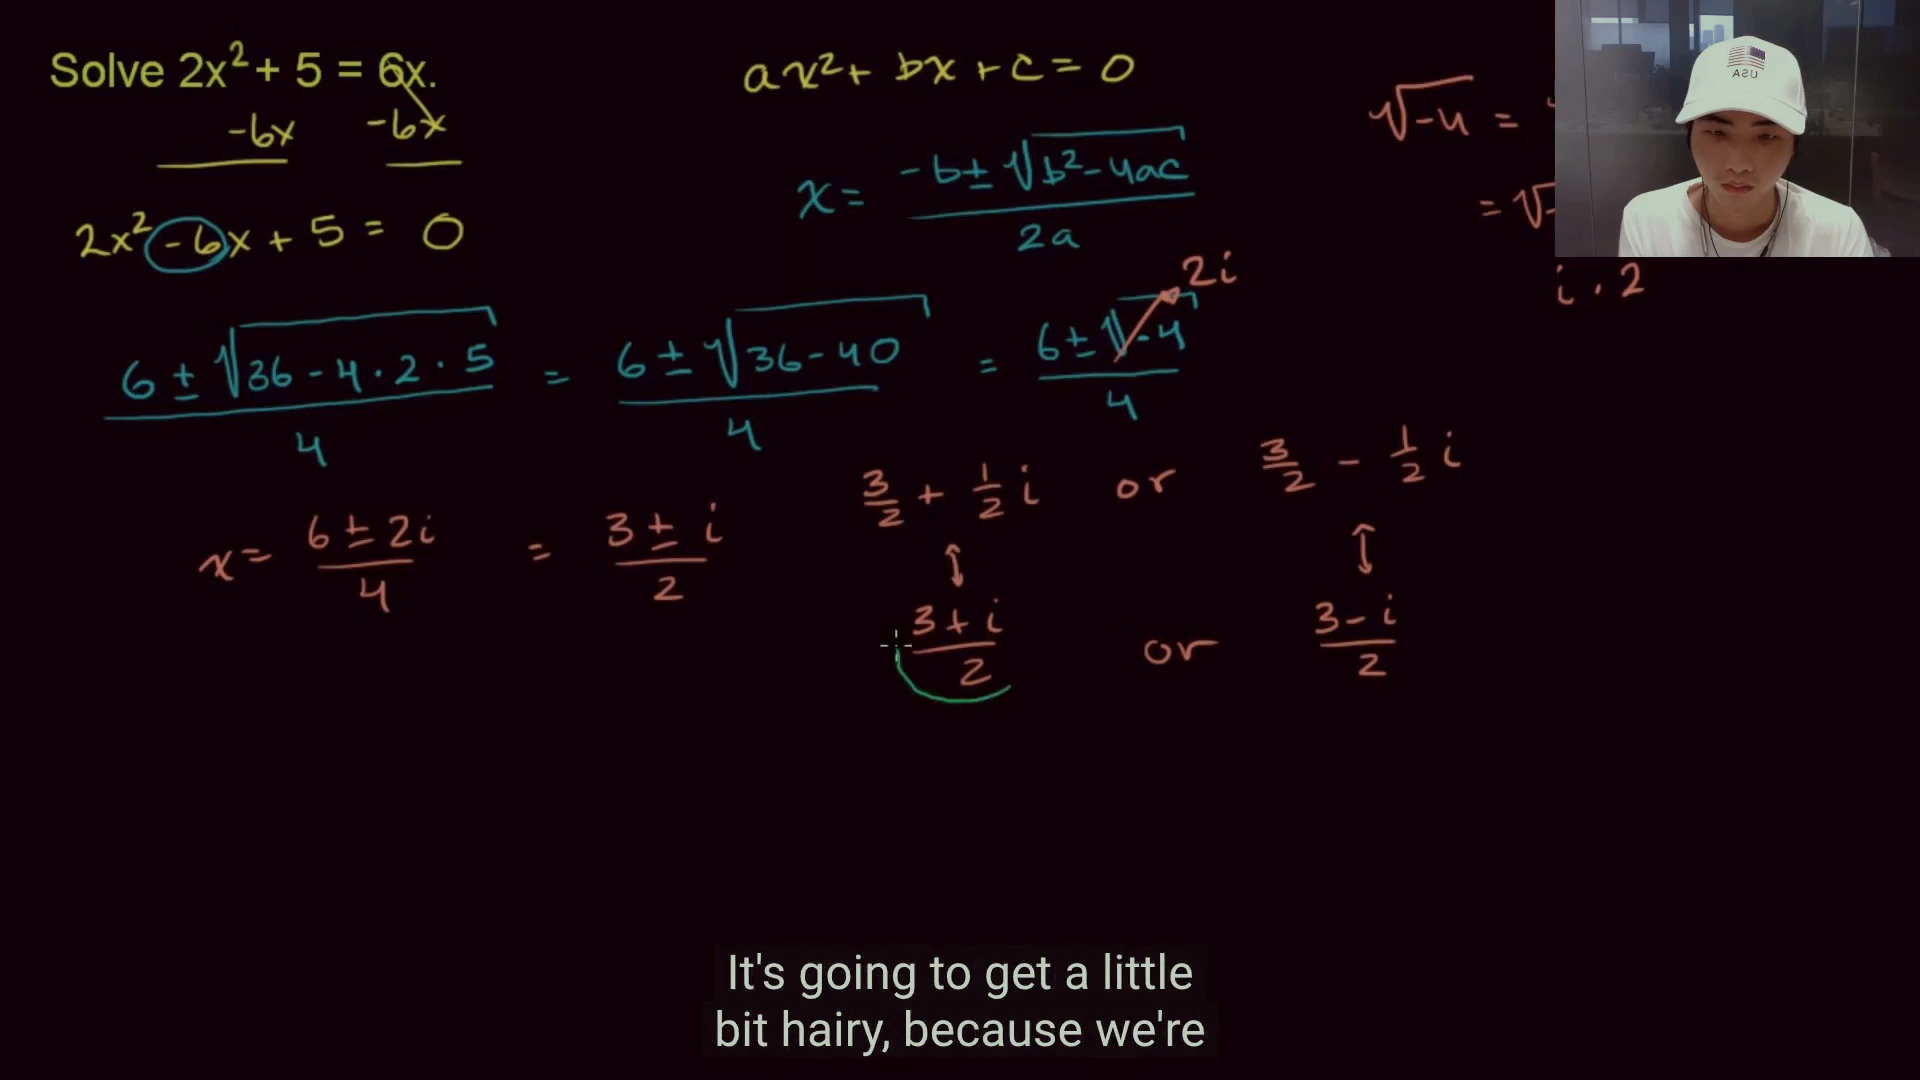 Solve 2x² + 5 = 6x.
-6x -6x
2x² - 6x + 5 = 0
ax² + bx + c = 0
x = -b ± √b² - 4ac
2a
√-4 =
= √-
i · 2
USA
6 ± √36 - 4 · 2 · 5 = 6 ± √36 - 40 = 6 ± √-4 2i
4 4 4
x = 6 ± 2i = 3 ± i
4 2
3/2 + 1/2 i or 3/2 - 1/2 i
↕ ↕
3 + i or 3 - i
2 2
It's going to get a little
bit hairy, because we're